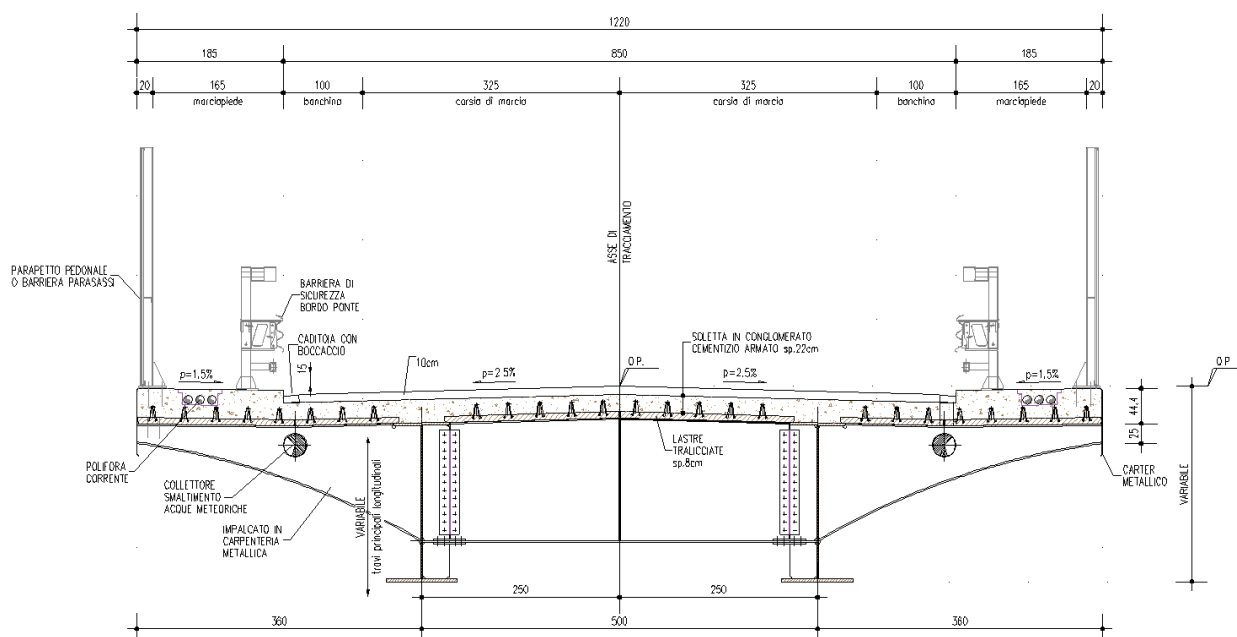 1220
185 850 185
20 165 100 325 325 100 165 20
marciapiede banchina corsia di marcia corsia di marcia banchina marciapiede
ASSE DI
TRACCIAMENTO
PARAPETTO PEDONALE
O BARRIERA PARASASSI
BARRIERA DI
SICUREZZA
BORDO PONTE
CADITOIA CON
BOCCACCIO
SOLETTA IN CONGLOMERATO
CEMENTIZIO ARMATO sp.22cm
p=1,5%
15
10cm
p=2.5%
O.P.
p=2.5%
p=1,5%
O.P.
44.4
25
VARIABILE
LASTRE
TRALICCIATE
sp.8cm
POLIFORA
CORRENTE
COLLETTORE
SMALTIMENTO
ACQUE METEORICHE
IMPALCATO IN
CARPENTERIA
METALLICA
VARIABILE
travi principali longitudinali
CARTER
METALLICO
250 250
360 500 360